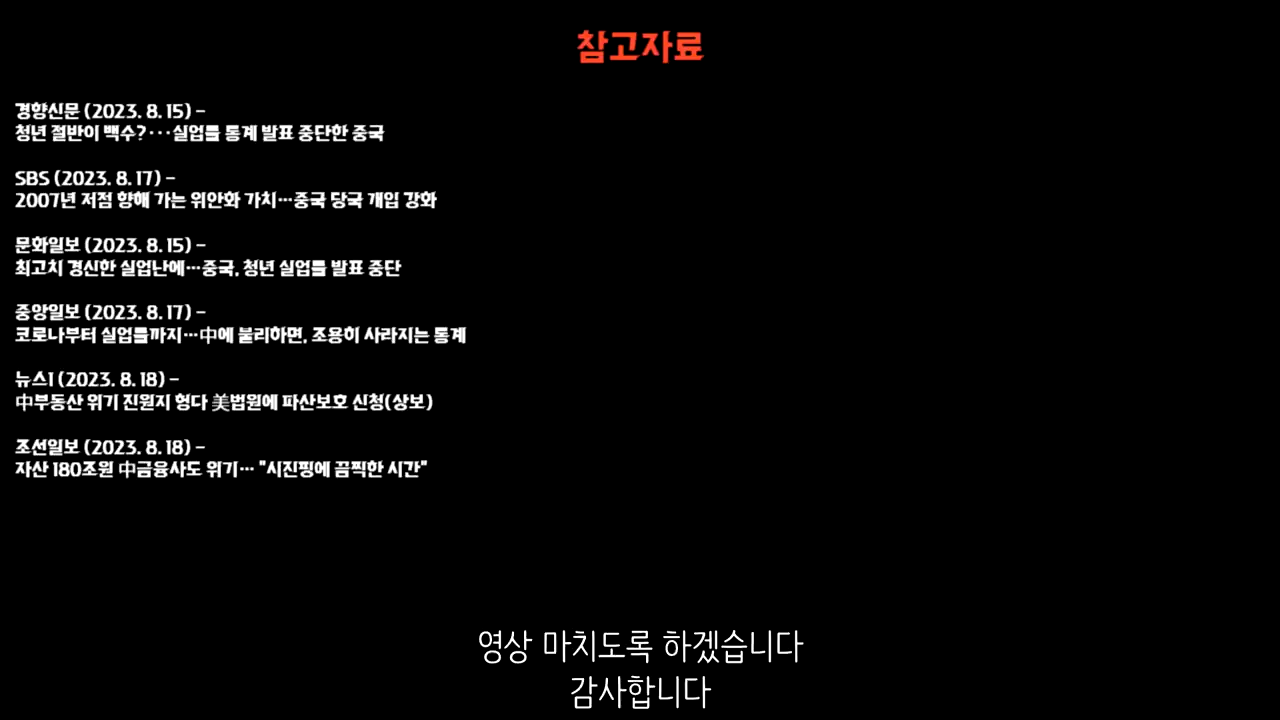 참고자료
경향신문 (2023. 8. 15) -
청년 절반이 백수?···실업률 통계 발표 중단한 중국
SBS (2023. 8. 17) -
2007년 저점 향해 가는 위안화 가치…중국 당국 개입 강화
문화일보 (2023. 8. 15) -
최고치 경신한 실업난에…중국, 청년 실업률 발표 중단
중앙일보 (2023. 8. 17) -
코로나부터 실업률까지…中에 불리하면, 조용히 사라지는 통계
뉴스1 (2023. 8. 18) -
中부동산 위기 진원지 헝다 美법원에 파산보호 신청(상보)
조선일보 (2023. 8. 18) -
자산 180조원 中금융사도 위기… "시진핑에 끔찍한 시간"
영상 마치도록 하겠습니다
감사합니다